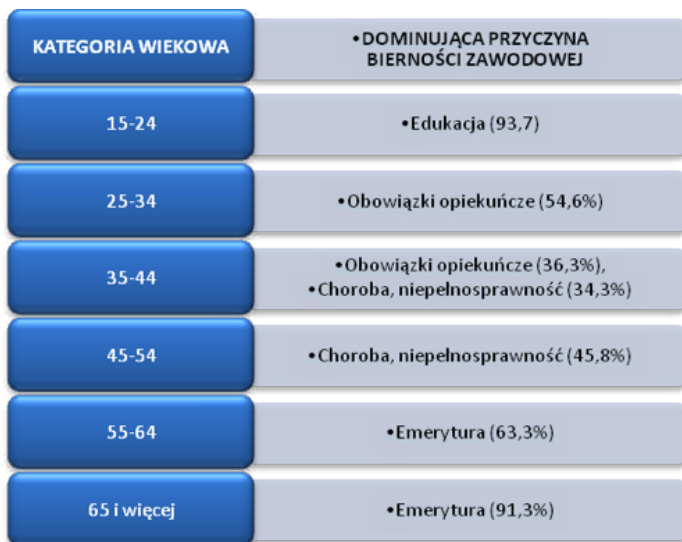 KATEGORIA WIEKOWA
•DOMINUJĄCA PRZYCZYNA
BIERNOŚCI ZAWODOWEJ
15-24
•Edukacja (93,7)
25-34
•Obowiązki opiekuńcze (54,6%)
35-44
•Obowiązki opiekuńcze (36,3%),
•Choroba, niepełnosprawność (34,3%)
45-54
•Choroba, niepełnosprawność (45,8%)
55-64
•Emerytura (63,3%)
65 i więcej
•Emerytura (91,3%)